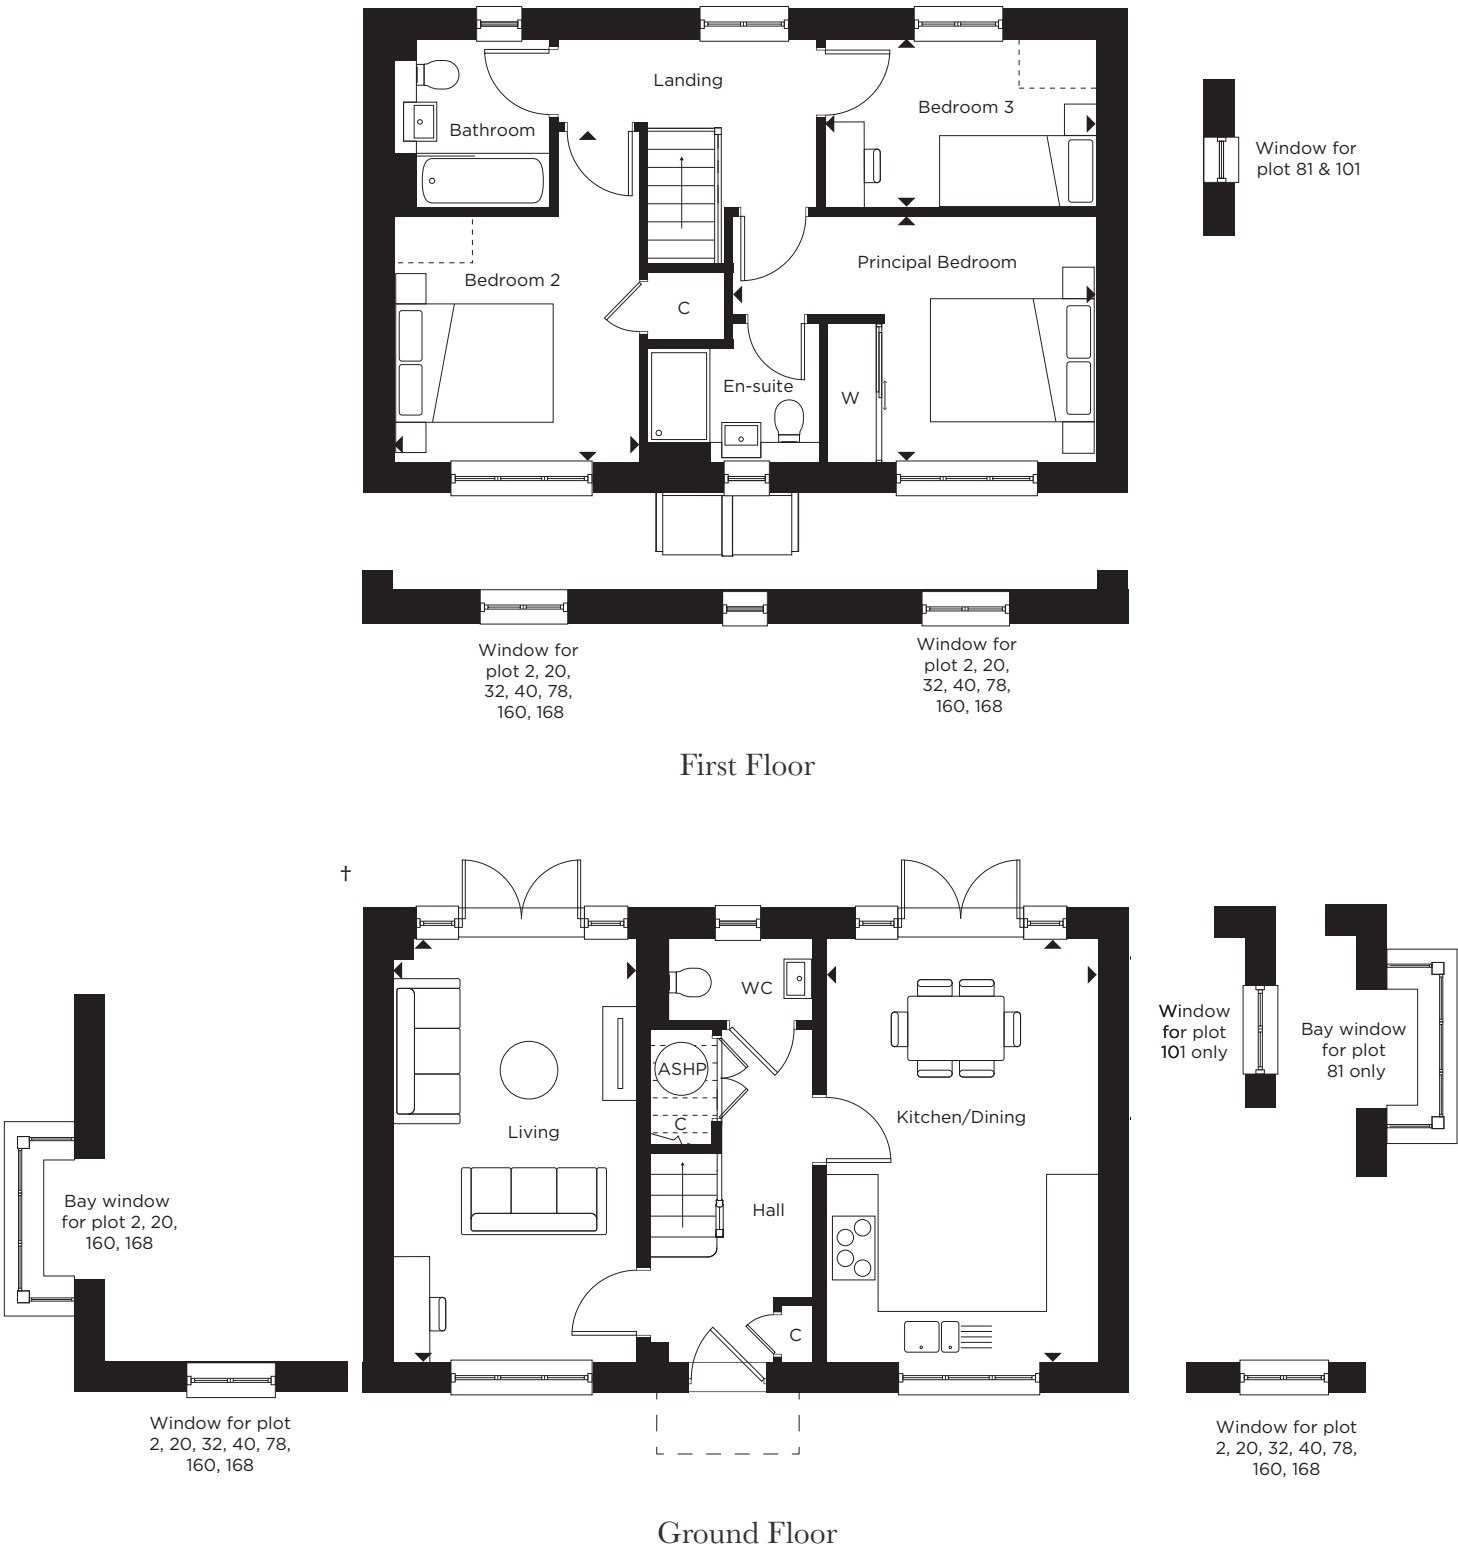 Landing
Bedroom 3
Bathroom
Window for
plot 81 & 101
Principal Bedroom
Bedroom 2
C
En-suite
W
Window for
plot 2, 20,
32, 40, 78,
160, 168
Window for
plot 2, 20,
32, 40, 78,
160, 168
First Floor
†
WC
ASHP
C
Living
Kitchen/Dining
Hall
C
Window
for plot
101 only
Bay window
for plot
81 only
Bay window
for plot 2, 20,
160, 168
Window for plot
2, 20, 32, 40, 78,
160, 168
Window for plot
2, 20, 32, 40, 78,
160, 168
Ground Floor